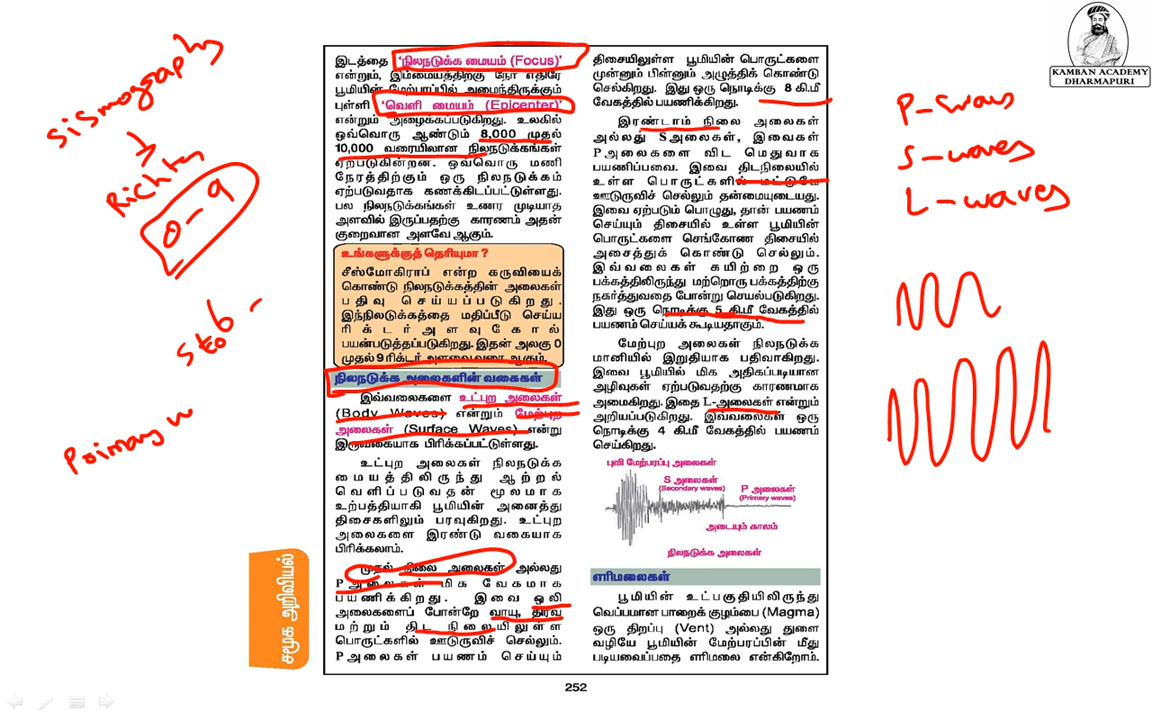 KAMBAN ACADEMY
DHARMAPURI
Sismography
0-9
P-
S-waves
L-waves
இடத்தை 'நிலநடுக்க மையம் (Focus)'
என்றும், இம்மையத்திற்கு நேர் எதிரே
பூமியின் மேற்பரப்பில் அமைந்திருக்கும்
புள்ளி 'வெளி மையம் (Epicenter)'
என்றும் அழைக்கப்படுகிறது. உலகில்
ஒவ்வொரு ஆண்டும் 8,000 முதல்
10,000 வரையிலான நிலநடுக்கங்கள்
ஏற்படுகின்றன. ஒவ்வொரு மணி
நேரத்திற்கும் ஒரு நிலநடுக்கம்
ஏற்படுவதாக கணக்கிடப்பட்டுள்ளது.
பல நிலநடுக்கங்கள் உணர முடியாத
அளவில் இருப்பதற்கு காரணம் அதன்
குறைவான அளவே ஆகும்.
உங்களுக்குத் தெரியுமா ?
சீஸ்மோகிராப் என்ற கருவியைக்
கொண்டு நிலநடுக்கத்தின் அலைகள்
பதிவு செய்யப்படுகிறது.
இந்நிலநடுக்கத்தை மதிப்பீடு செய்ய
ரிக்டர்அளவுகோல்
பயன்படுத்தப்படுகிறது. இதன் அலகு 0
முதல் 9 ரிக்டர் அளவை வரை ஆகும்.
நிலநடுக்க அலைகளின் வகைகள்
இவ்வலைகளை உட்புற அலைகள்
(Body Waves) என்றும் மேற்புற
அலைகள் (Surface Waves) என்று
இருவகையாக பிரிக்கப்பட்டுள்ளது.
உட்புற அலைகள் நிலநடுக்க
மையத்திலிருந்து ஆற்றல்
வெளிப்படுவதன் மூலமாக
உற்பத்தியாகி பூமியின் அனைத்து
திசைகளிலும் பரவுகிறது. உட்புற
அலைகளை இரண்டு வகையாக
பிரிக்கலாம்.
முதல் நிலை அலைகள் அல்லது
P அலைகள் மிக வேகமாக
பயணிக்கிறது. இவை ஒலி
அலைகளைப் போன்றே வாயு, திரவ
மற்றும் திட நிலையிலுள்ள
பொருட்களில் ஊடுருவிச் செல்லும்.
P அலைகள் பயணம் செய்யும்
திசையிலுள்ள பூமியின் பொருட்களை
முன்னும் பின்னும் அழுத்திக் கொண்டு
செல்கிறது. இது ஒரு நொடிக்கு 8 கி.மீ
வேகத்தில் பயணிக்கிறது.
இரண்டாம் நிலை அலைகள்
அல்லது S அலைகள், இவைகள்
P அலைகளை விட மெதுவாக
பயணிப்பவை. இவை திடநிலையில்
உள்ள பொருட்களில் மட்டுமே
ஊடுருவிச் செல்லும் தன்மையுடையது.
இவை ஏற்படும் பொழுது, தான் பயணம்
செய்யும் திசையில் உள்ள பூமியின்
பொருட்களை செங்கோண திசையில்
அசைத்துக் கொண்டு செல்லும்.
இவ்வலைகள் கயிற்றை ஒரு
பக்கத்திலிருந்து மற்றொரு பக்கத்திற்கு
நகர்த்துவதை போன்று செயல்படுகிறது.
இது ஒரு நொடிக்கு 5 கி.மீ வேகத்தில்
பயணம் செய்யக் கூடியதாகும்.
மேற்புற அலைகள் நிலநடுக்க
மானியில் இறுதியாக பதிவாகிறது.
இவை பூமியில் மிக அதிகப்படியான
அழிவுகள் ஏற்படுவதற்கு காரணமாக
அமைகிறது. இதை L-அலைகள் என்றும்
அறியப்படுகிறது. இவ்வலைகள் ஒரு
நொடிக்கு 4 கி.மீ வேகத்தில் பயணம்
செய்கிறது.
புவி மேற்பரப்பு அலைகள்
S அலைகள்
(Secondary waves)
P அலைகள்
(Primary waves)
அடையும் காலம்
நிலநடுக்க அலைகள்
எரிமலைகள்
பூமியின் உட்பகுதியிலிருந்து
வெப்பமான பாறைக் குழம்பை (Magma)
ஒரு திறப்பு (Vent) அல்லது துளை
வழியே பூமியின் மேற்பரப்பின் மீது
படியவைப்பதை எரிமலை என்கிறோம்.
சமூக அறிவியல்
252